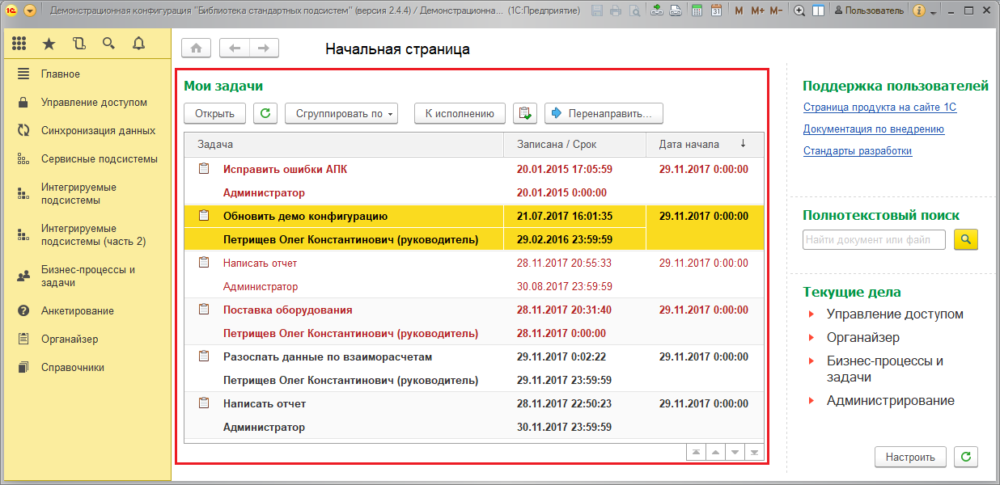 Демонстрационная конфигурация "Библиотека стандартных подсистем" (версия 2.4.4) / Демонстрационна... (1С:Предприятие)
M M+ M- Пользователь
Начальная страница
Главное
Управление доступом
Синхронизация данных
Сервисные подсистемы
Интегрируемые
подсистемы
Интегрируемые
подсистемы (часть 2)
Бизнес-процессы и
задачи
Анкетирование
Органайзер
Справочники
Мои задачи
Открыть Сгруппировать по К исполнению Перенаправить...
Задача Записана / Срок Дата начала ↓
Исправить ошибки АПК 20.01.2015 17:05:59 29.11.2017 0:00:00
Администратор 20.01.2015 0:00:00
Обновить демо конфигурацию 21.07.2017 16:01:35 29.11.2017 0:00:00
Петрищев Олег Константинович (руководитель) 29.02.2016 23:59:59
Написать отчет 28.11.2017 20:55:33 29.11.2017 0:00:00
Администратор 30.08.2017 23:59:59
Поставка оборудования 28.11.2017 20:31:40 29.11.2017 0:00:00
Петрищев Олег Константинович (руководитель) 28.11.2017 0:00:00
Разослать данные по взаиморасчетам 29.11.2017 0:02:22 29.11.2017 0:00:00
Петрищев Олег Константинович (руководитель) 29.11.2017 23:59:59
Написать отчет 28.11.2017 22:50:23 29.11.2017 0:00:00
Администратор 30.11.2017 23:59:59
Поддержка пользователей
Страница продукта на сайте 1С
Документация по внедрению
Стандарты разработки
Полнотекстовый поиск
Найти документ или файл
Текущие дела
Управление доступом
Органайзер
Бизнес-процессы и
задачи
Администрирование
Настроить